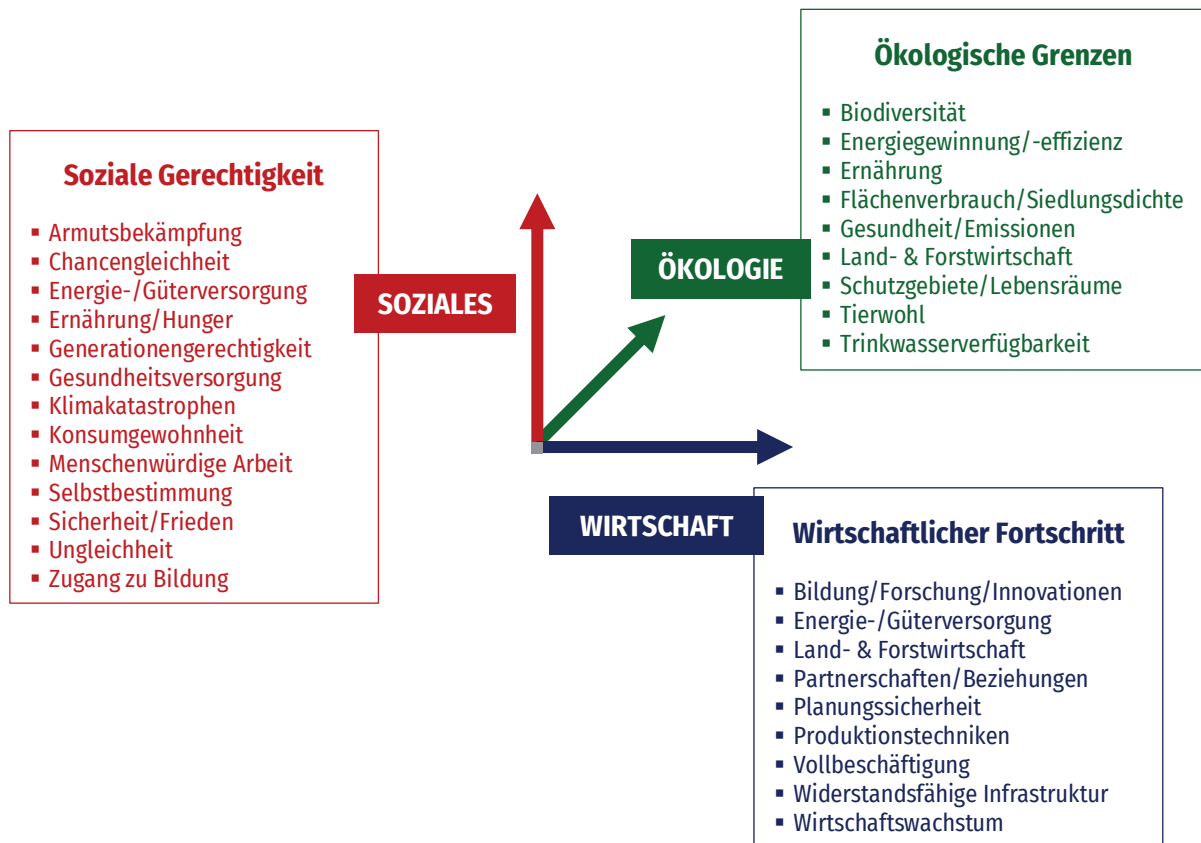 Soziale Gerechtigkeit
▪ Armutsbekämpfung
▪ Chancengleichheit
▪ Energie-/Güterversorgung
▪ Ernährung/Hunger
▪ Generationengerechtigkeit
▪ Gesundheitsversorgung
▪ Klimakatastrophen
▪ Konsumgewohnheit
▪ Menschenwürdige Arbeit
▪ Selbstbestimmung
▪ Sicherheit/Frieden
▪ Ungleichheit
▪ Zugang zu Bildung
SOZIALES
ÖKOLOGIE
Ökologische Grenzen
▪ Biodiversität
▪ Energiegewinnung/-effizienz
▪ Ernährung
▪ Flächenverbrauch/Siedlungsdichte
▪ Gesundheit/Emissionen
▪ Land- & Forstwirtschaft
▪ Schutzgebiete/Lebensräume
▪ Tierwohl
▪ Trinkwasserverfügbarkeit
WIRTSCHAFT
Wirtschaftlicher Fortschritt
▪ Bildung/Forschung/Innovationen
▪ Energie-/Güterversorgung
▪ Land- & Forstwirtschaft
▪ Partnerschaften/Beziehungen
▪ Planungssicherheit
▪ Produktionstechniken
▪ Vollbeschäftigung
▪ Widerstandsfähige Infrastruktur
▪ Wirtschaftswachstum